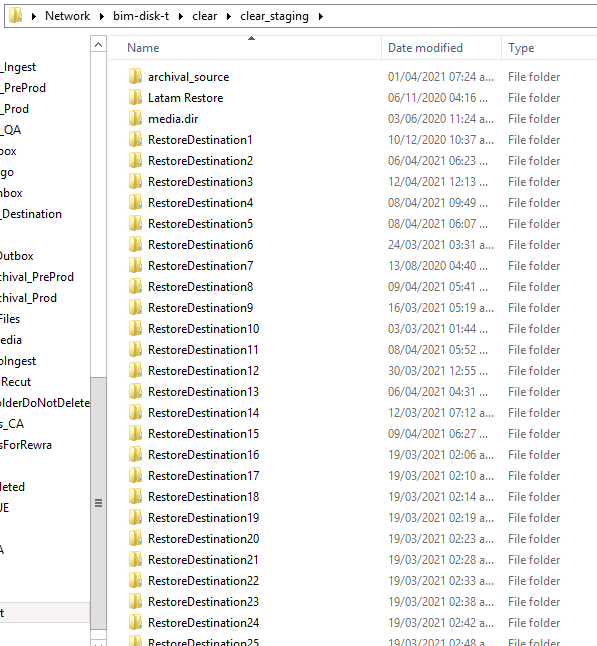 Network bim-disk-t clear clear_staging
_Ingest
_PreProd
_Prod
_QA
box
go
nbox
_Destination
Outbox
chival_PreProd
chival_Prod
Files
edia
oIngest
Recut
olderDoNotDelete
s_CA
sForRewra
leted
UE
A
t
Name Date modified Type
archival_source 01/04/2021 07:24 a... File folder
Latam Restore 06/11/2020 04:16 ... File folder
media.dir 03/06/2020 11:24 a... File folder
RestoreDestination1 10/12/2020 10:37 a... File folder
RestoreDestination2 06/04/2021 06:23 ... File folder
RestoreDestination3 12/04/2021 12:13 ... File folder
RestoreDestination4 08/04/2021 09:49 ... File folder
RestoreDestination5 08/04/2021 06:07 ... File folder
RestoreDestination6 24/03/2021 03:31 a... File folder
RestoreDestination7 13/08/2020 04:40 ... File folder
RestoreDestination8 09/04/2021 05:41 ... File folder
RestoreDestination9 16/03/2021 05:19 a... File folder
RestoreDestination10 03/03/2021 01:44 ... File folder
RestoreDestination11 08/04/2021 05:52 ... File folder
RestoreDestination12 30/03/2021 12:55 ... File folder
RestoreDestination13 06/04/2021 04:31 ... File folder
RestoreDestination14 12/03/2021 07:12 a... File folder
RestoreDestination15 09/04/2021 06:27 ... File folder
RestoreDestination16 19/03/2021 02:06 a... File folder
RestoreDestination17 19/03/2021 02:10 a... File folder
RestoreDestination18 19/03/2021 02:14 a... File folder
RestoreDestination19 19/03/2021 02:19 a... File folder
RestoreDestination20 19/03/2021 02:23 a... File folder
RestoreDestination21 19/03/2021 02:28 a... File folder
RestoreDestination22 19/03/2021 02:33 a... File folder
RestoreDestination23 19/03/2021 02:38 a... File folder
RestoreDestination24 19/03/2021 02:42 a... File folder
RestoreDestination25 19/03/2021 02:48 a... File folder